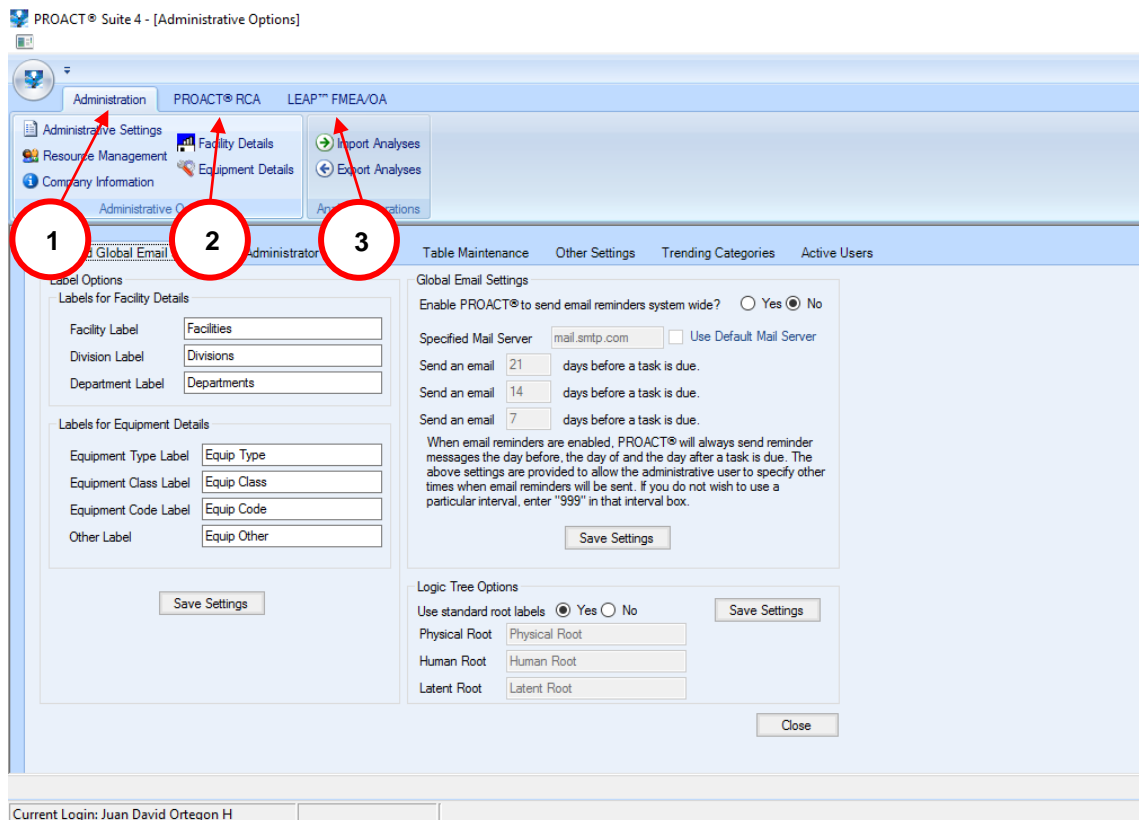 PROACT® Suite 4 - [Administrative Options]
Administration PROACT® RCA LEAP™ FMEA/OA
Administrative Settings
Resource Management
Company Information
Facility Details
Equipment Details
Administrative O
Import Analyses
Export Analyses
ations
1
2
3
Global Email
Administrator
Table Maintenance
Other Settings
Trending Categories
Active Users
Label Options
Labels for Facility Details
Facility Label Facilities
Division Label Divisions
Department Label Departments
Labels for Equipment Details
Equipment Type Label Equip Type
Equipment Class Label Equip Class
Equipment Code Label Equip Code
Other Label Equip Other
Save Settings
Global Email Settings
Enable PROACT® to send email reminders system wide? Yes No
Specified Mail Server mail.smtp.com Use Default Mail Server
Send an email 21 days before a task is due.
Send an email 14 days before a task is due.
Send an email 7 days before a task is due.
When email reminders are enabled, PROACT® will always send reminder
messages the day before, the day of and the day after a task is due. The
above settings are provided to allow the administrative user to specify other
times when email reminders will be sent. If you do not wish to use a
particular interval, enter "999" in that interval box.
Save Settings
Logic Tree Options
Use standard root labels Yes No Save Settings
Physical Root Physical Root
Human Root Human Root
Latent Root Latent Root
Close
Current Login: Juan David Ortegon H